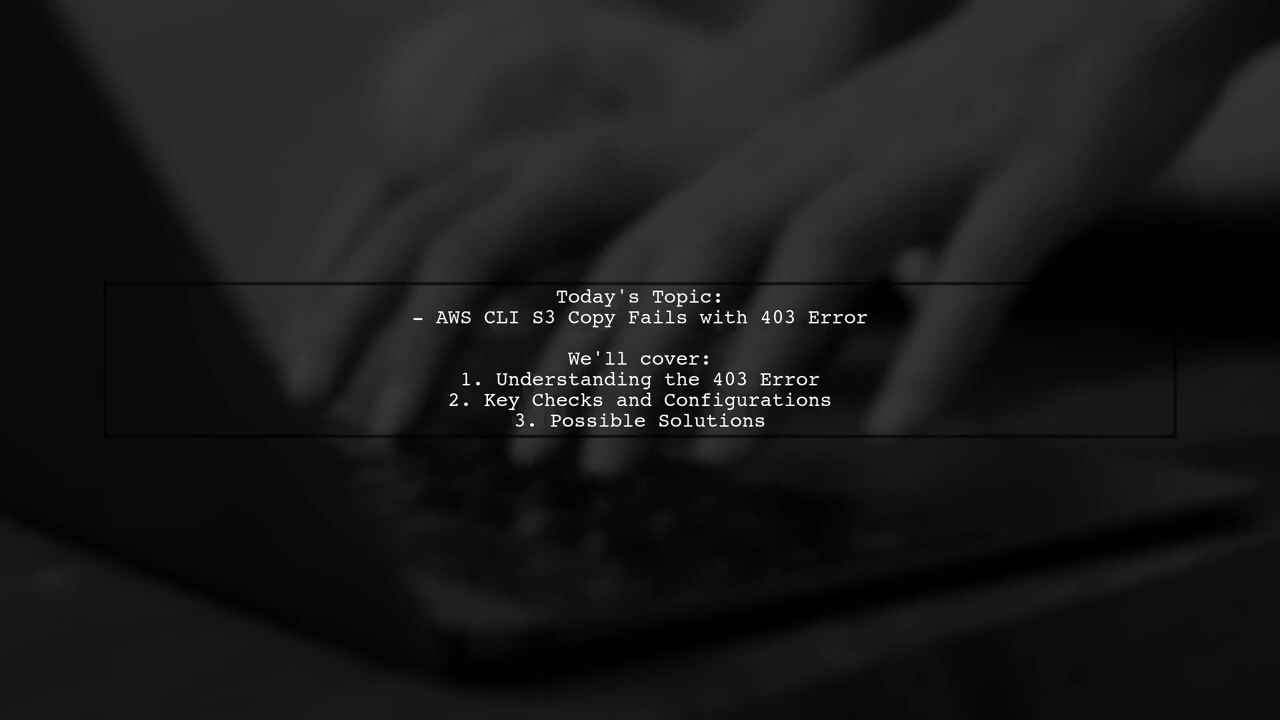 Today's Topic:
- AWS CLI S3 Copy Fails with 403 Error
We'll cover:
1. Understanding the 403 Error
2. Key Checks and Configurations
3. Possible Solutions